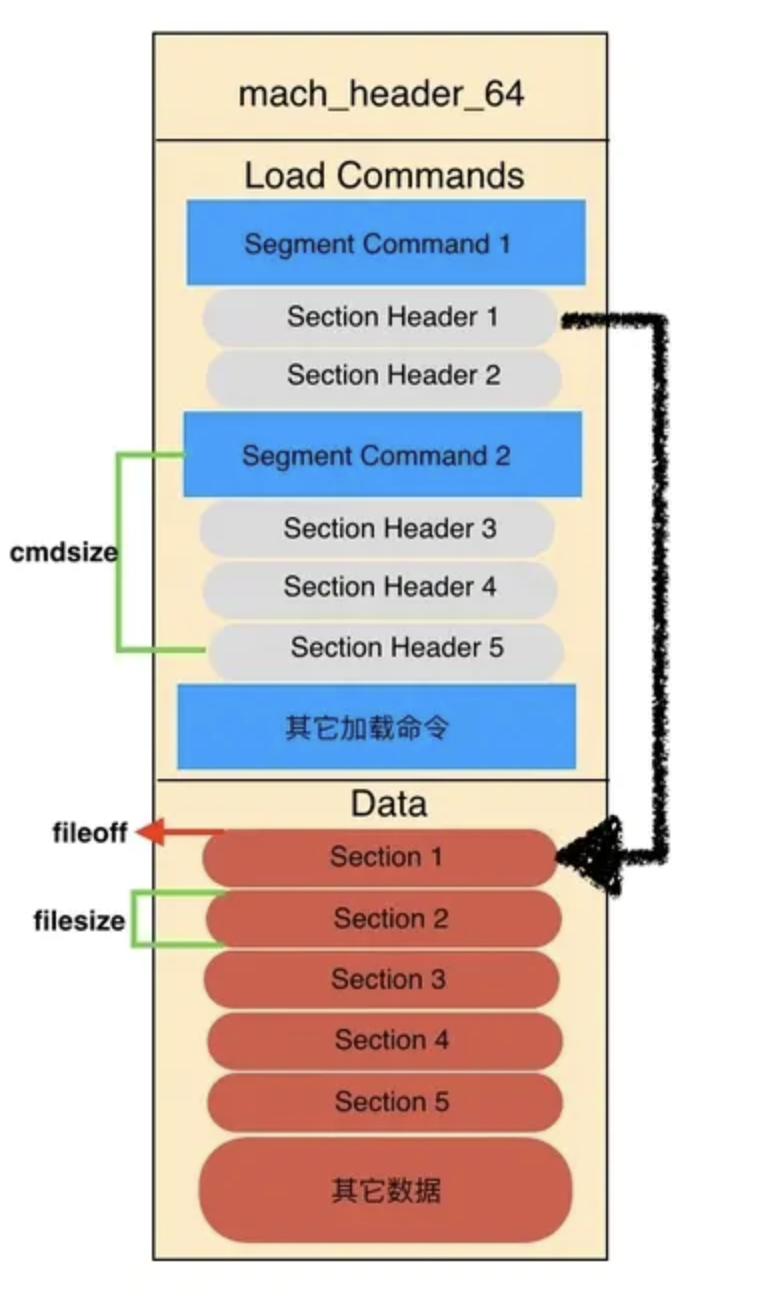 mach_header_64
Load Commands
Segment Command 1
Section Header 1
Section Header 2
Segment Command 2
cmdsize
Section Header 3
Section Header 4
Section Header 5
其它加载命令
Data
fileoff
Section 1
filesize
Section 2
Section 3
Section 4
Section 5
其它数据